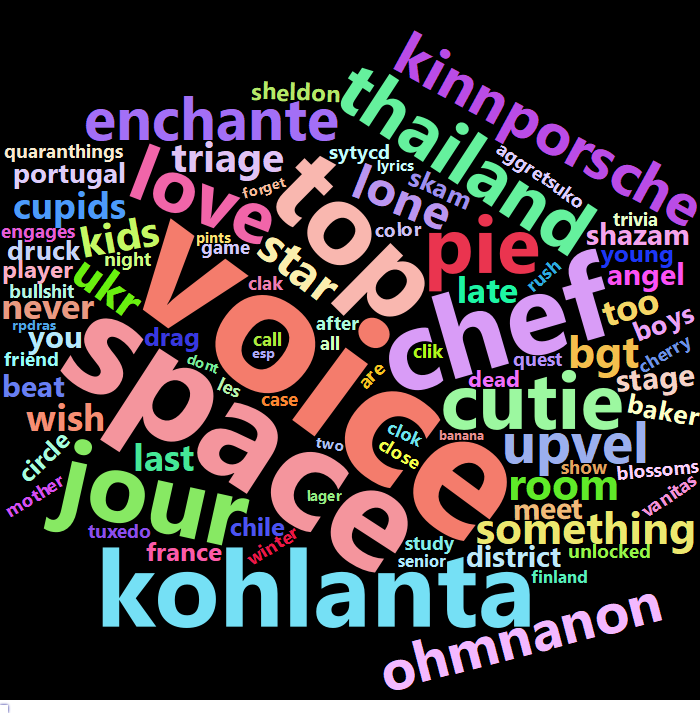 kinnporsche
thailand
sheldon
enchante
aggretsuko
quaranthings
portugal
triage
sytycd
lyrics
love
top
lone
skam
forget
cupids
engages
kids
pints
game
color
pie
trivia
shazam
young
druck
night
player
bullshit
ukr
star
voice
clak
late
rush
angel
never
rpdras
you
space
drag
call
esp
after
all
chef
too
boys
friend
dont
les
are
clik
quest
bgt
cherry
beat
case
dead
stage
wish
cutie
baker
circle
last
two
clok
close
banana
upvel
show
blossoms
mother
jour
lager
room
meet
vanitas
tuxedo
chile
something
france
winter
study
senior
district
unlocked
finland
kohlanta
ohmnanon